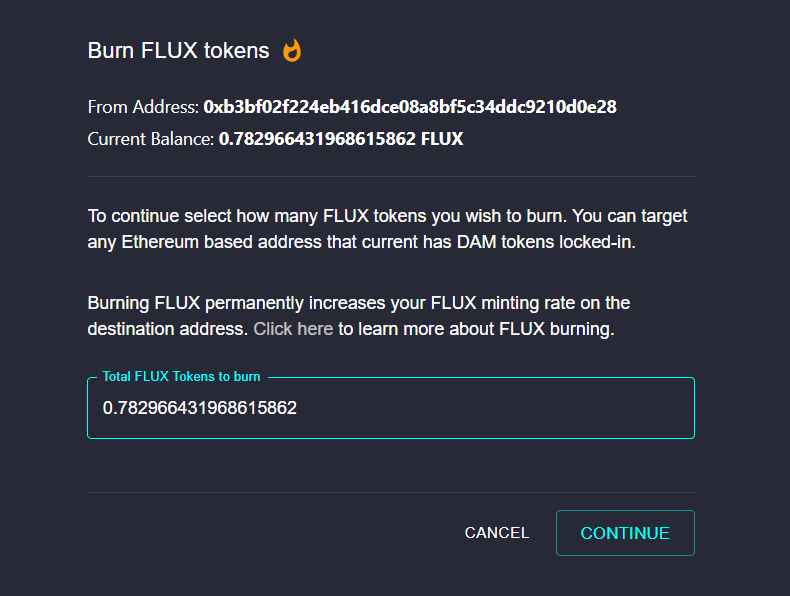 Burn FLUX tokens
From Address: 0xb3bf02f224eb416dce08a8bf5c34ddc9210d0e28
Current Balance: 0.782966431968615862 FLUX
To continue select how many FLUX tokens you wish to burn. You can target
any Ethereum based address that current has DAM tokens locked-in.
Burning FLUX permanently increases your FLUX minting rate on the
destination address. Click here to learn more about FLUX burning.
Total FLUX Tokens to burn
0.782966431968615862
CANCEL
CONTINUE